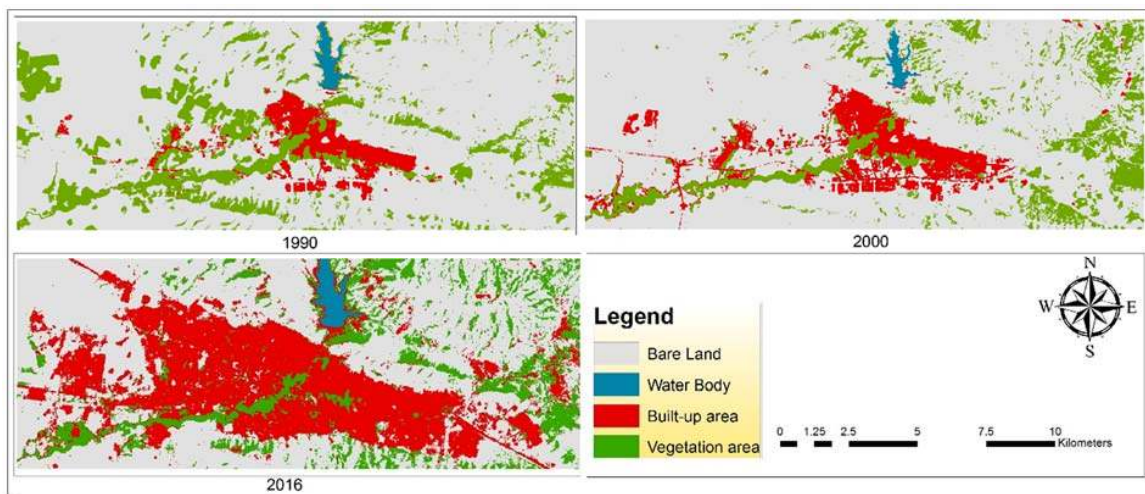 1990
2000
2016
Legend
Bare Land
Water Body
Built-up area
Vegetation area
N
W E
S
0 1.25 2.5 5 7.5 10
Kilometers